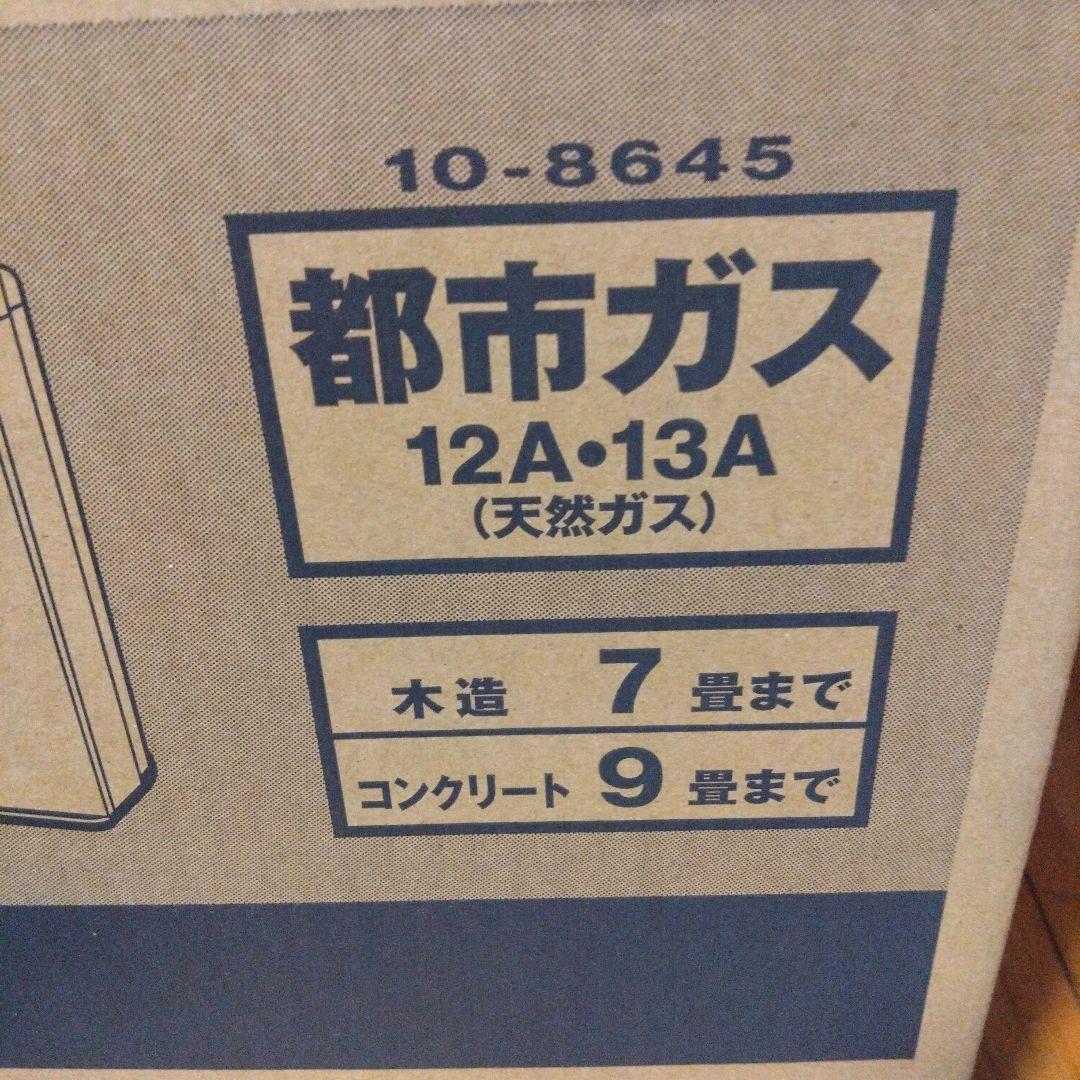 10-8645
都市ガス
12A・13A
(天然ガス)
木造 7 畳まで
コンクリート 9 畳まで